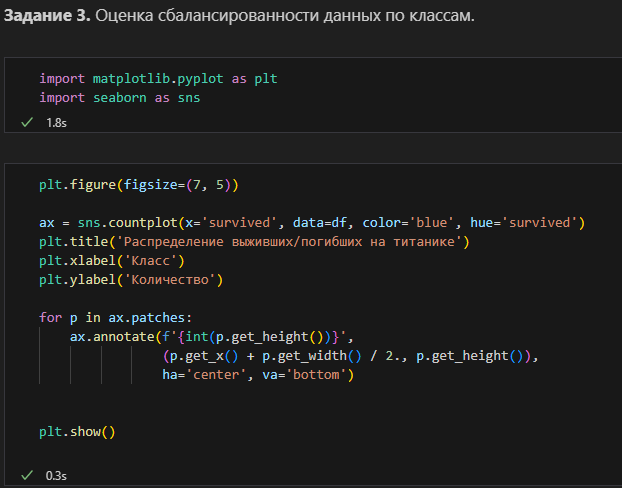 Задание 3. Оценка сбалансированности данных по классам.
import matplotlib.pyplot as plt
import seaborn as sns
1.8s
plt.figure(figsize=(7, 5))
ax = sns.countplot(x='survived', data=df, color='blue', hue='survived')
plt.title('Распределение выживших/погибших на титанике')
plt.xlabel('Класс')
plt.ylabel('Количество')
for p in ax.patches:
    ax.annotate(f'{int(p.get_height())}',
                (p.get_x() + p.get_width() / 2., p.get_height()),
                ha='center', va='bottom')
plt.show()
0.3s